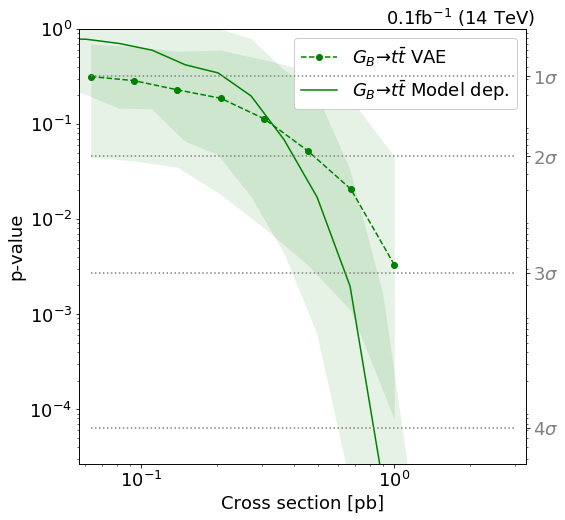 0.1fb⁻¹ (14 TeV)
G_B→tt̄ VAE
G_B→tt̄ Model dep.
10⁰
10⁻¹
10⁻²
10⁻³
10⁻⁴
p-value
1σ
2σ
3σ
4σ
10⁻¹
10⁰
Cross section [pb]